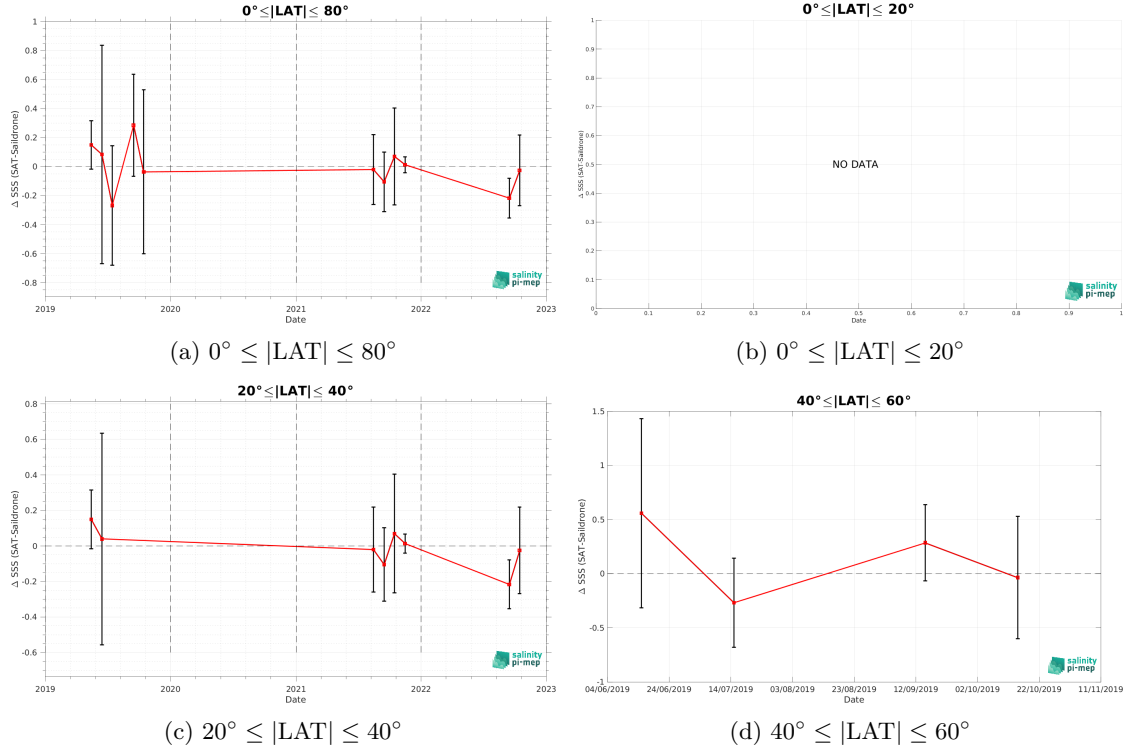 0°≤|LAT|≤ 80°
1
0.8
0.6
0.4
0.2
0
-0.2
-0.4
-0.6
-0.8
Δ SSS (SAT-Saildrone)
2019
2020
2021
2022
2023
Date
salinity
pi-mep
(a) 0° ≤ |LAT| ≤ 80°
0°≤|LAT|≤ 20°
1
0.9
0.8
0.7
0.6
0.5
0.4
0.3
0.2
0.1
0
Δ SSS (SAT-Saildrone)
NO DATA
0
0.1
0.2
0.3
0.4
0.5
0.6
0.7
0.8
0.9
1
Date
salinity
pi-mep
(b) 0° ≤ |LAT| ≤ 20°
20°≤|LAT|≤ 40°
0.8
0.6
0.4
0.2
0
-0.2
-0.4
-0.6
Δ SSS (SAT-Saildrone)
2019
2020
2021
2022
2023
Date
salinity
pi-mep
(c) 20° ≤ |LAT| ≤ 40°
40°≤|LAT|≤ 60°
1.5
1
0.5
0
-0.5
-1
Δ SSS (SAT-Saildrone)
04/06/2019
24/06/2019
14/07/2019
03/08/2019
23/08/2019
12/09/2019
02/10/2019
22/10/2019
11/11/2019
Date
salinity
pi-mep
(d) 40° ≤ |LAT| ≤ 60°